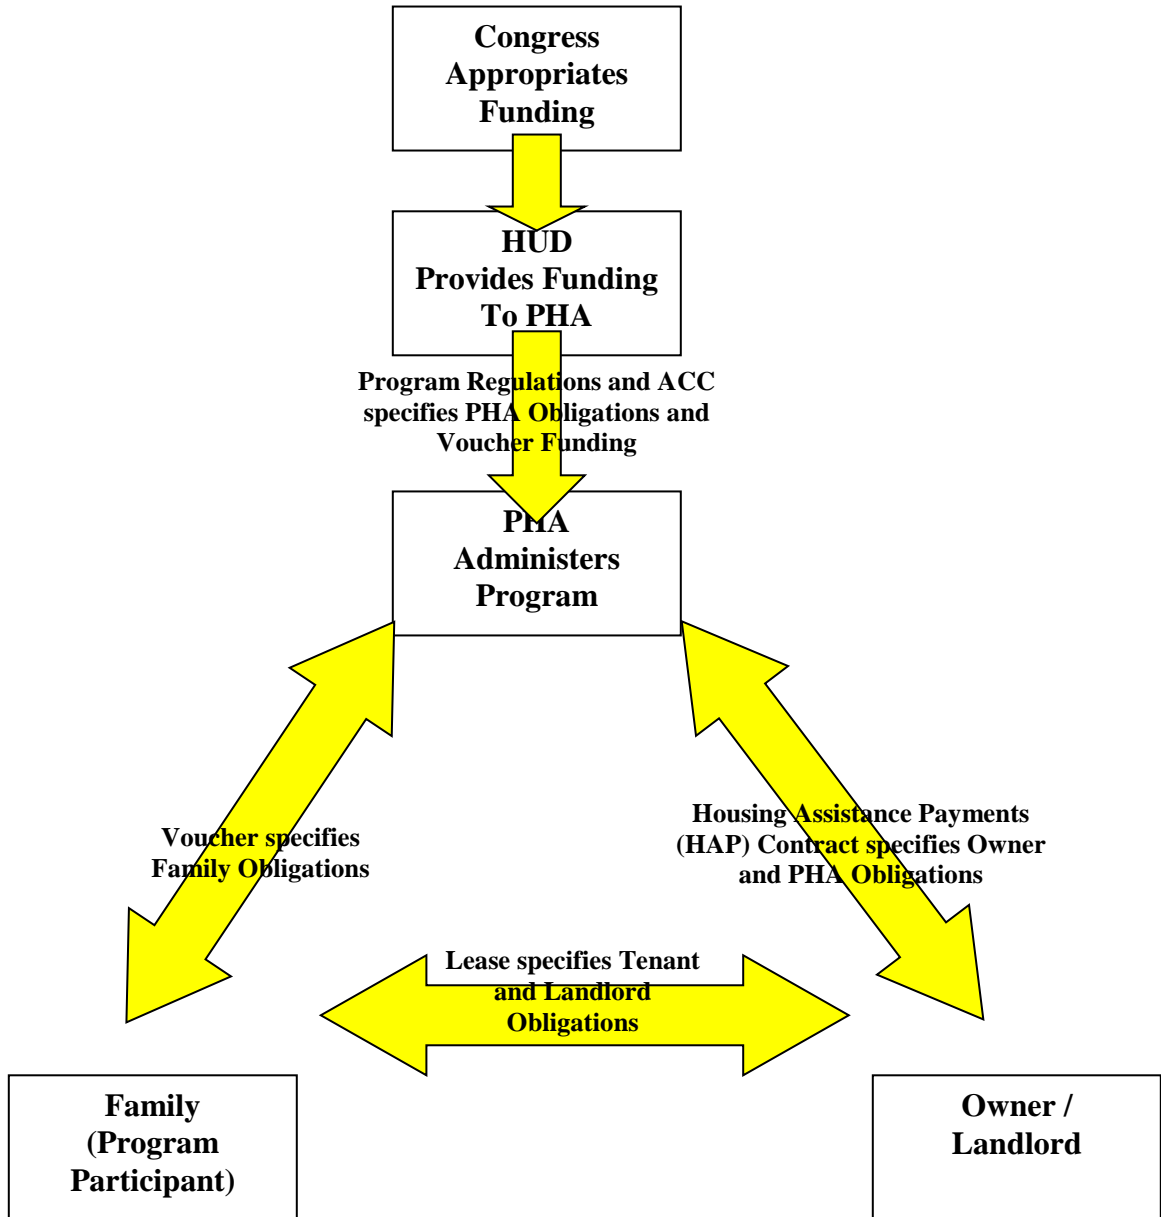 Congress
Appropriates
Funding
HUD
Provides Funding
To PHA
Program Regulations and ACC
specifies PHA Obligations and
Voucher Funding
PHA
Administers
Program
Voucher specifies
Family Obligations
Housing Assistance Payments
(HAP) Contract specifies Owner
and PHA Obligations
Lease specifies Tenant
and Landlord
Obligations
Family
(Program
Participant)
Owner /
Landlord